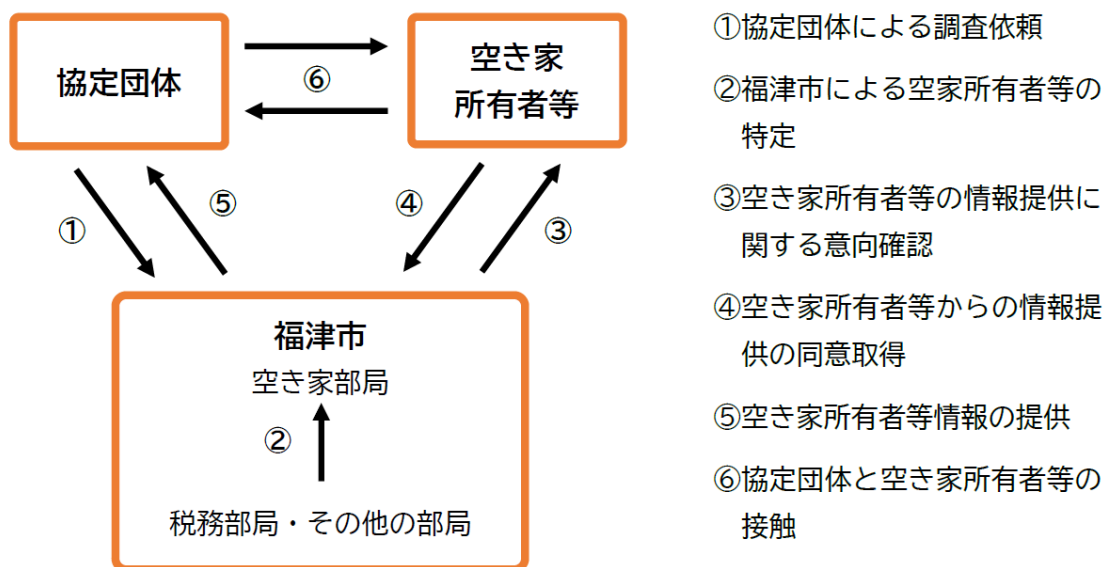 協定団体
空き家
所有者等
⑥
①
⑤
④
③
福津市
空き家部局
②
税務部局・その他の部局
①協定団体による調査依頼
②福津市による空家所有者等の
特定
③空き家所有者等の情報提供に
関する意向確認
④空き家所有者等からの情報提
供の同意取得
⑤空き家所有者等情報の提供
⑥協定団体と空き家所有者等の
接触